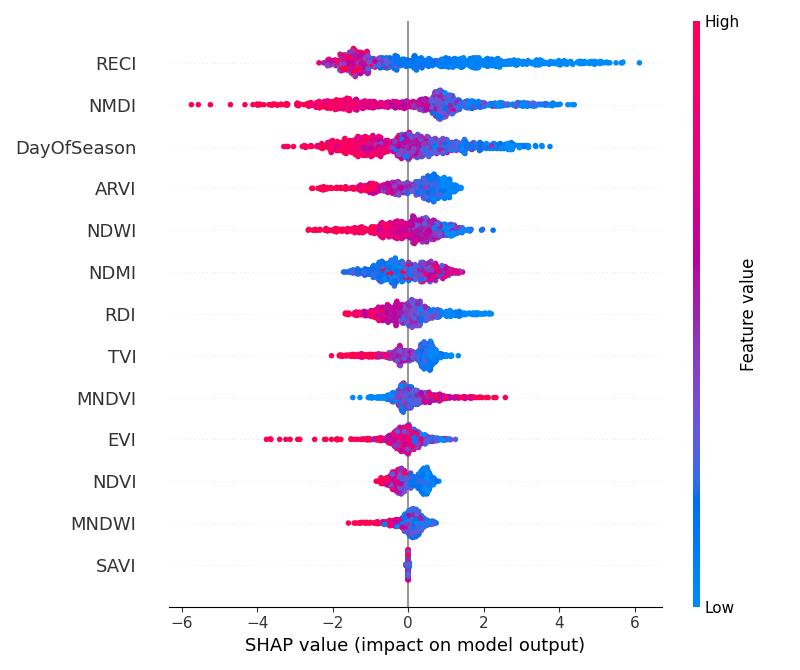 High
RECI
NMDI
DayOfSeason
ARVI
NDWI
NDMI
RDI
TVI
MNDVI
EVI
NDVI
MNDWI
SAVI
Feature value
Low
−6 −4 −2 0 2 4 6
SHAP value (impact on model output)